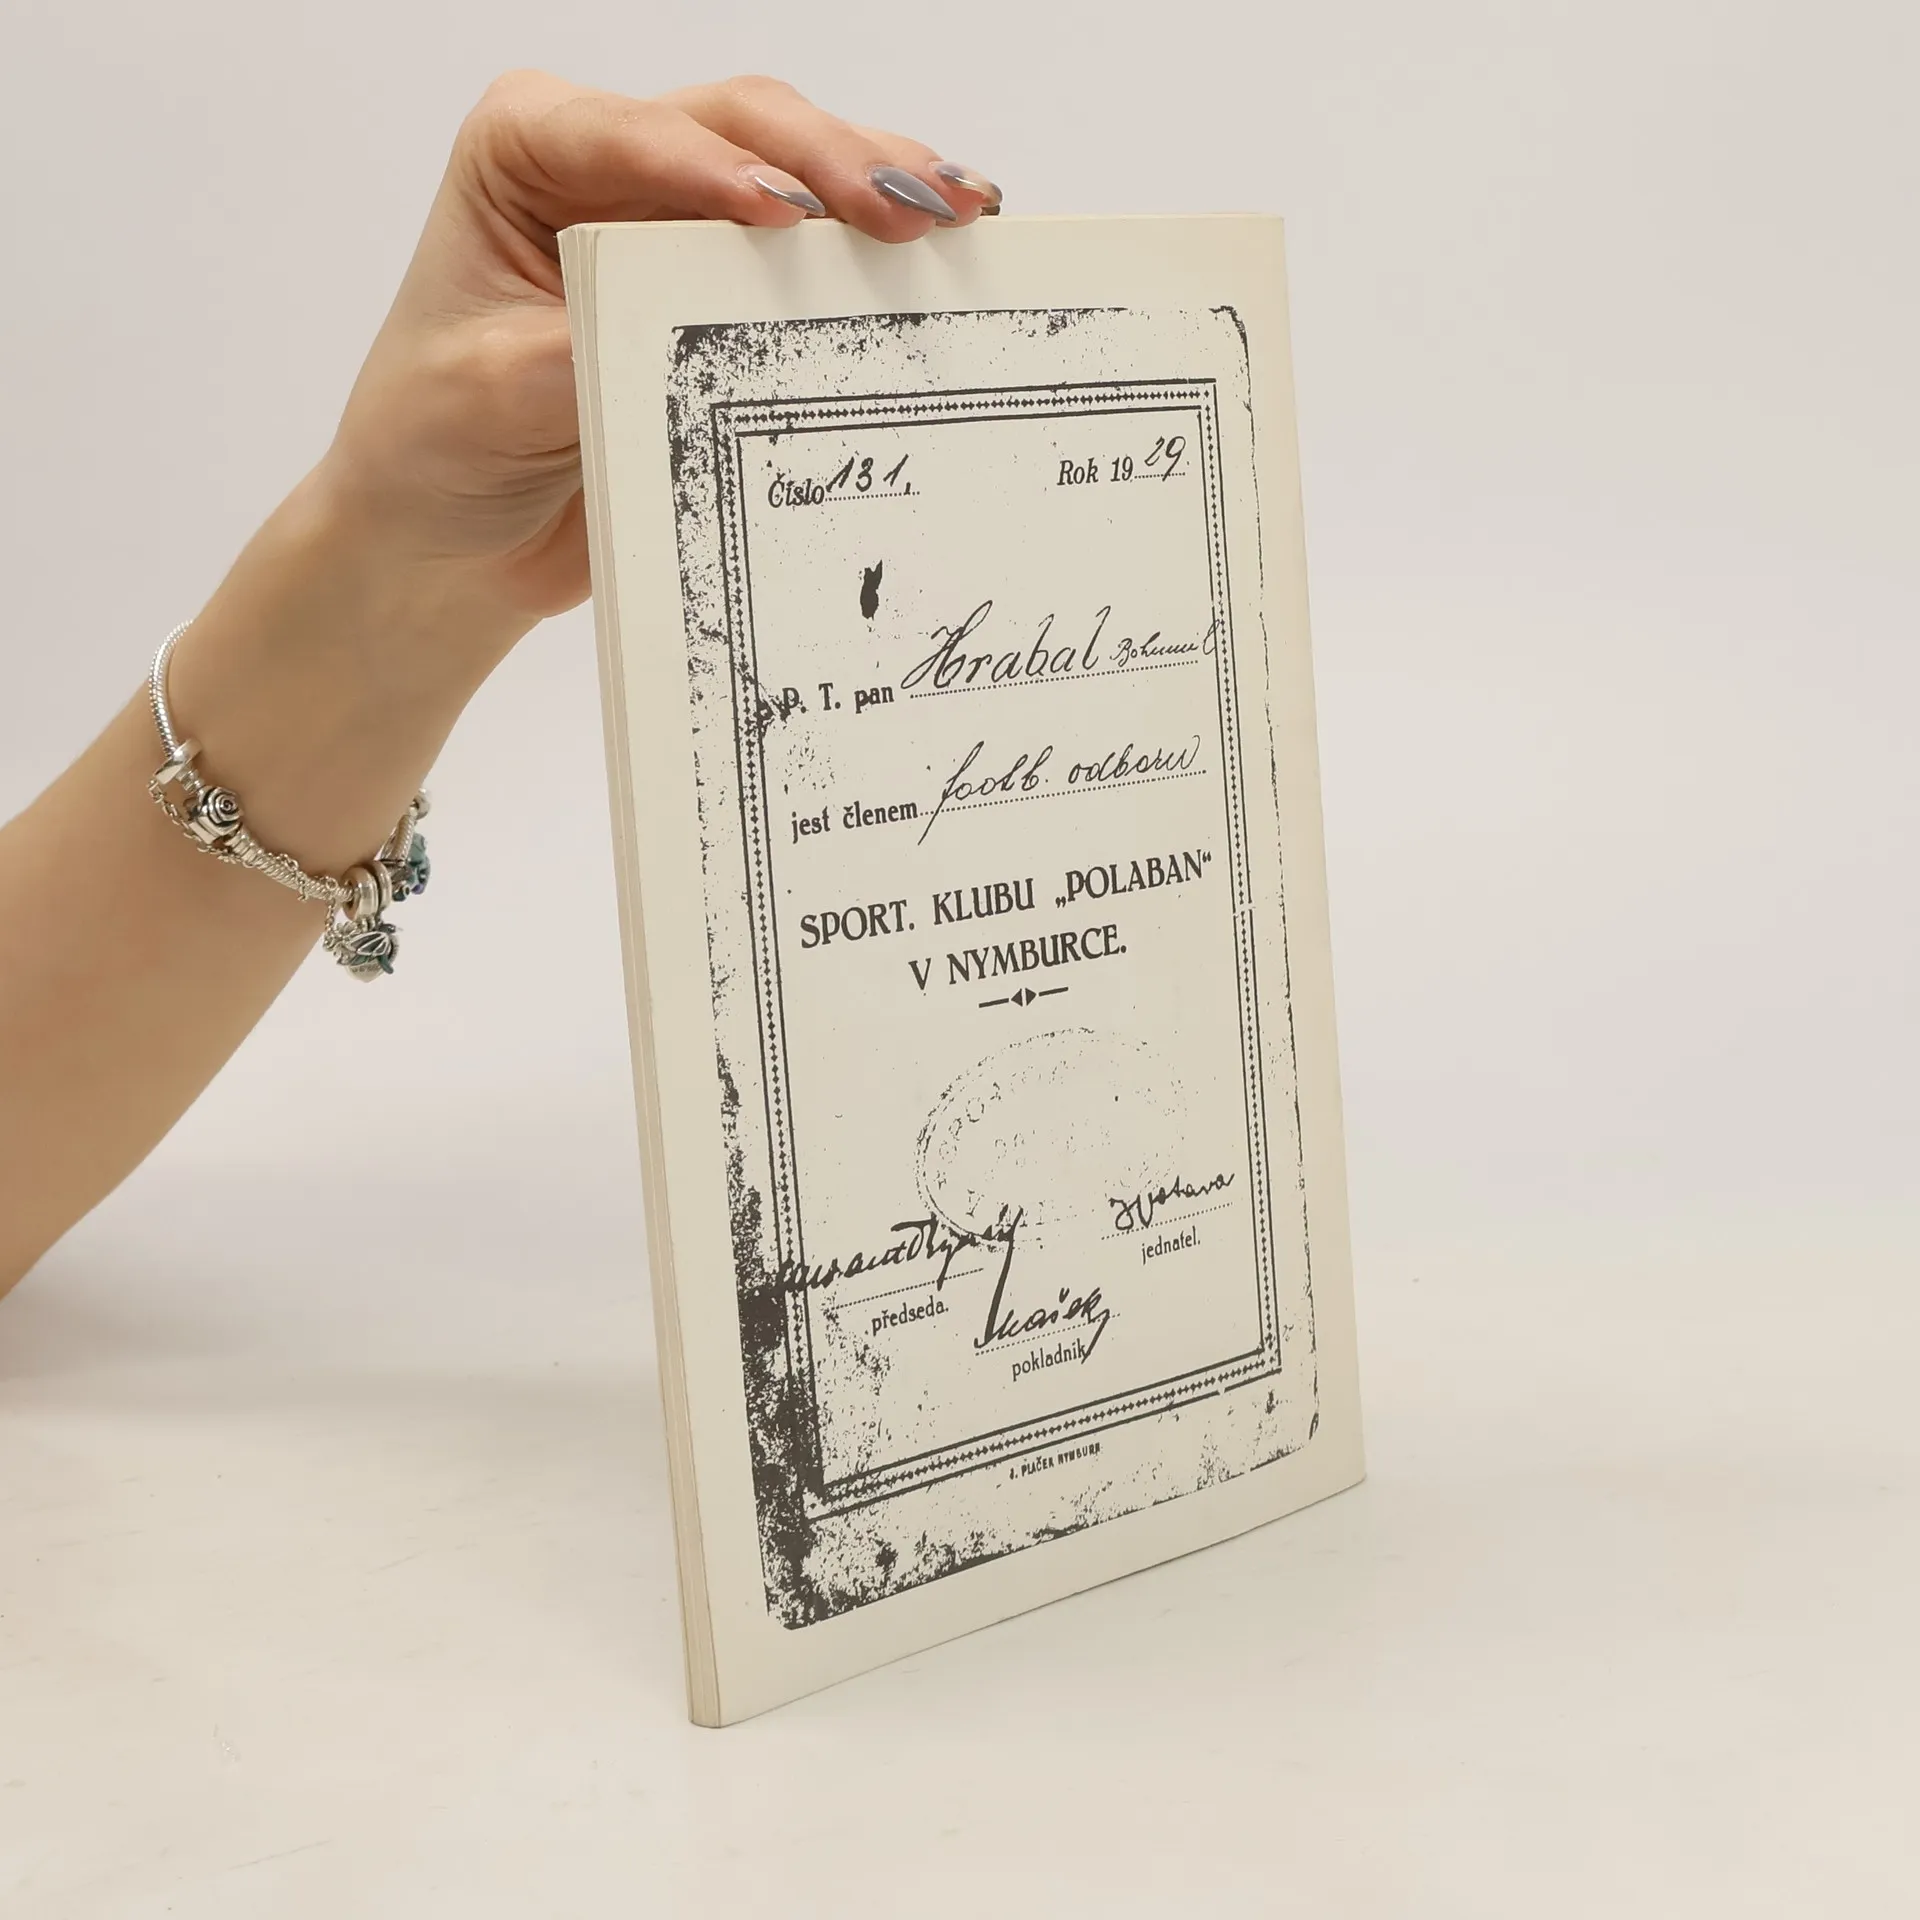 Číslo 131. Rok 1929.
P. T. pan Hrabal Bohumil
jest členem footb. odboru
SPORT. KLUBU „POLABAN“
V NYMBURCE.
jednatel.
předseda.
Mašek
pokladník
J. PLAČEK NYMBURK